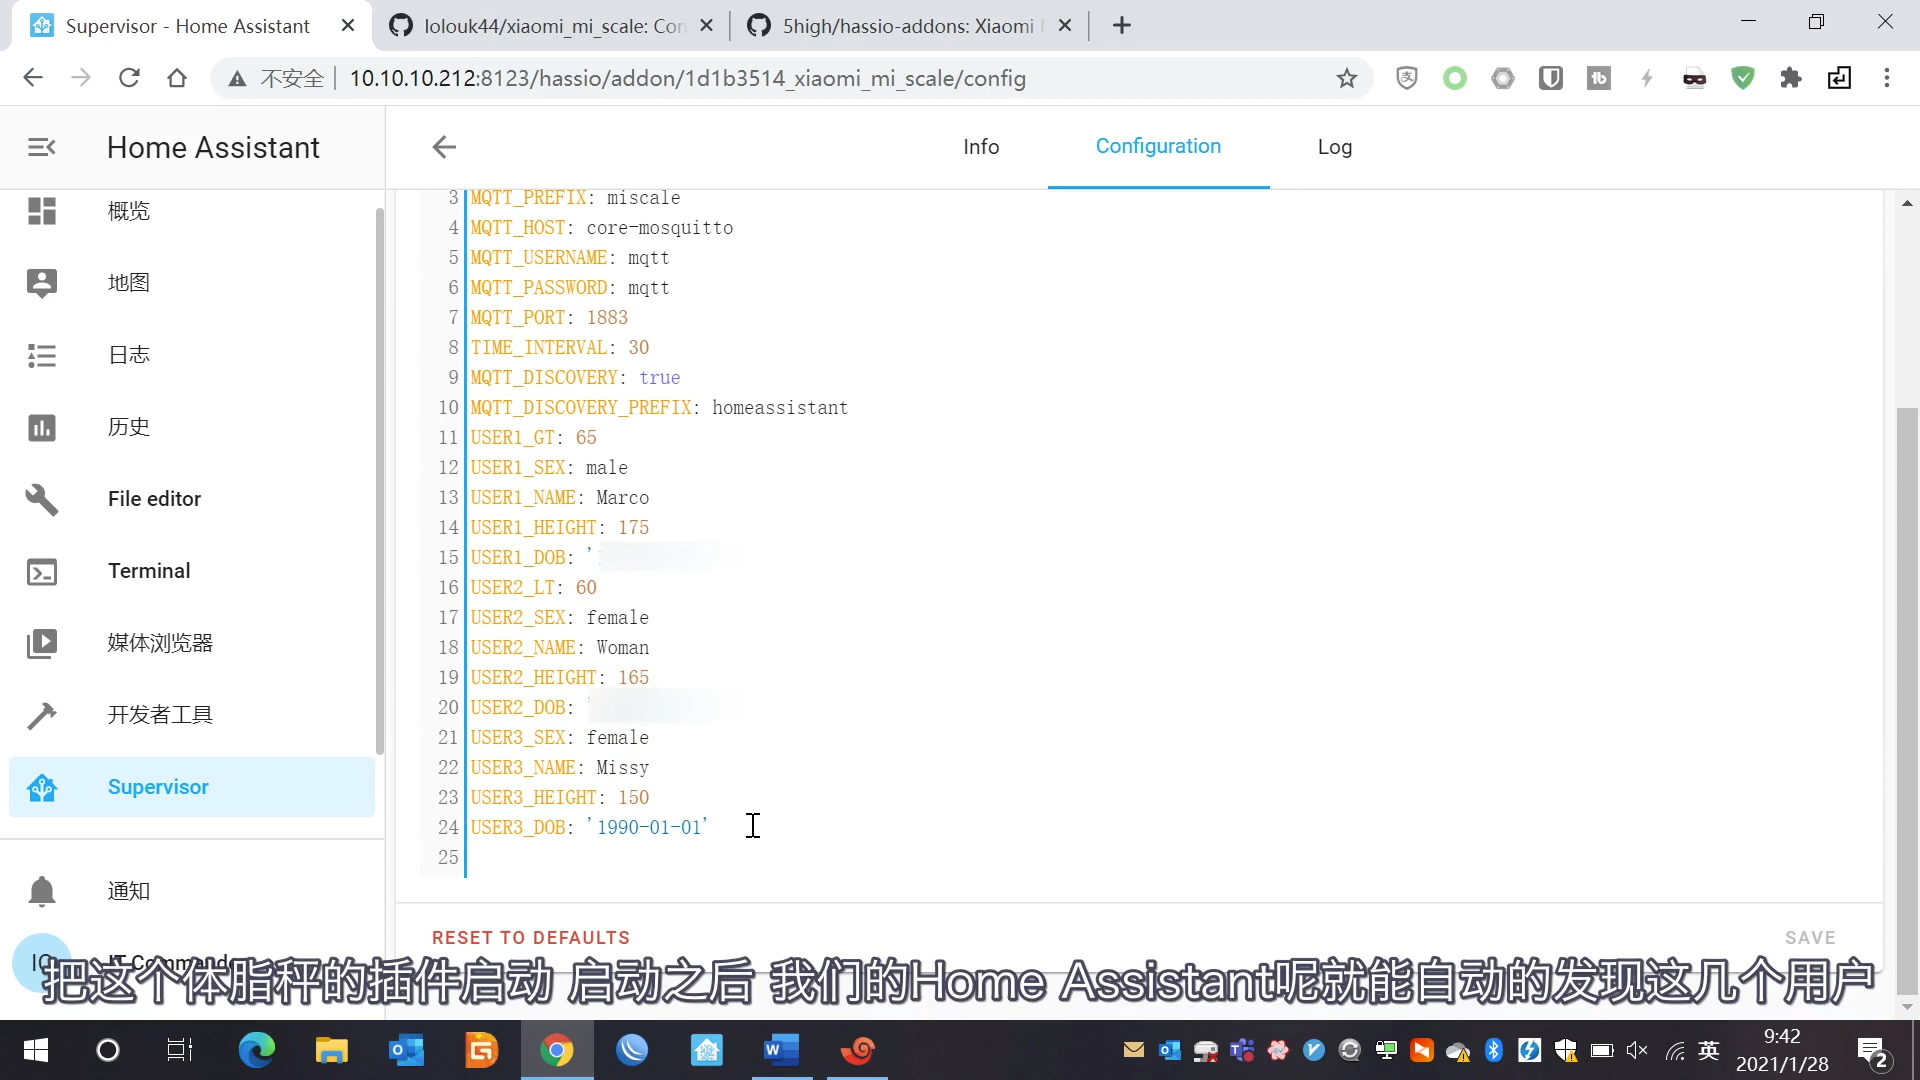 Supervisor - Home Assistant
lolouk44/xiaomi_mi_scale: Con
5high/hassio-addons: Xiaomi
不安全
10.10.10.212:8123/hassio/addon/1d1b3514_xiaomi_mi_scale/config
Home Assistant
Info
Configuration
Log
概览
地图
日志
历史
File editor
Terminal
媒体浏览器
开发者工具
Supervisor
通知
3 MQTT_PREFIX: miscale
4 MQTT_HOST: core-mosquitto
5 MQTT_USERNAME: mqtt
6 MQTT_PASSWORD: mqtt
7 MQTT_PORT: 1883
8 TIME_INTERVAL: 30
9 MQTT_DISCOVERY: true
10 MQTT_DISCOVERY_PREFIX: homeassistant
11 USER1_GT: 65
12 USER1_SEX: male
13 USER1_NAME: Marco
14 USER1_HEIGHT: 175
15 USER1_DOB: '
16 USER2_LT: 60
17 USER2_SEX: female
18 USER2_NAME: Woman
19 USER2_HEIGHT: 165
20 USER2_DOB:
21 USER3_SEX: female
22 USER3_NAME: Missy
23 USER3_HEIGHT: 150
24 USER3_DOB: '1990-01-01'
25
RESET TO DEFAULTS
SAVE
把这个体脂秤的插件启动 启动之后 我们的Home Assistant呢就能自动的发现这几个用户
英
9:42
2021/1/28
2